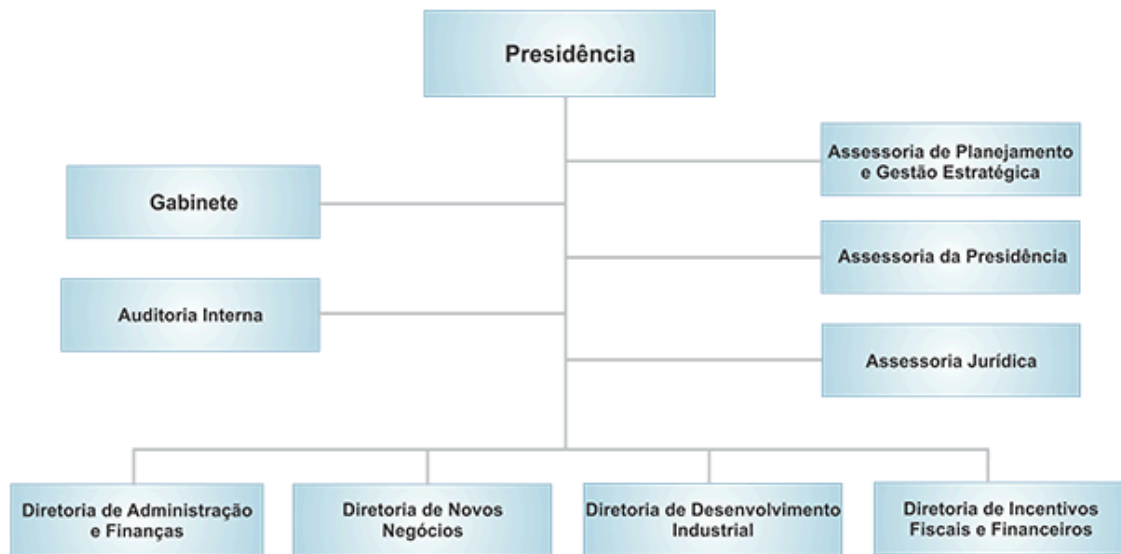 Presidência
Assessoria de Planejamento
e Gestão Estratégica
Gabinete
Assessoria da Presidência
Auditoria Interna
Assessoria Jurídica
Diretoria de Administração
e Finanças
Diretoria de Novos
Negócios
Diretoria de Desenvolvimento
Industrial
Diretoria de Incentivos
Fiscais e Financeiros